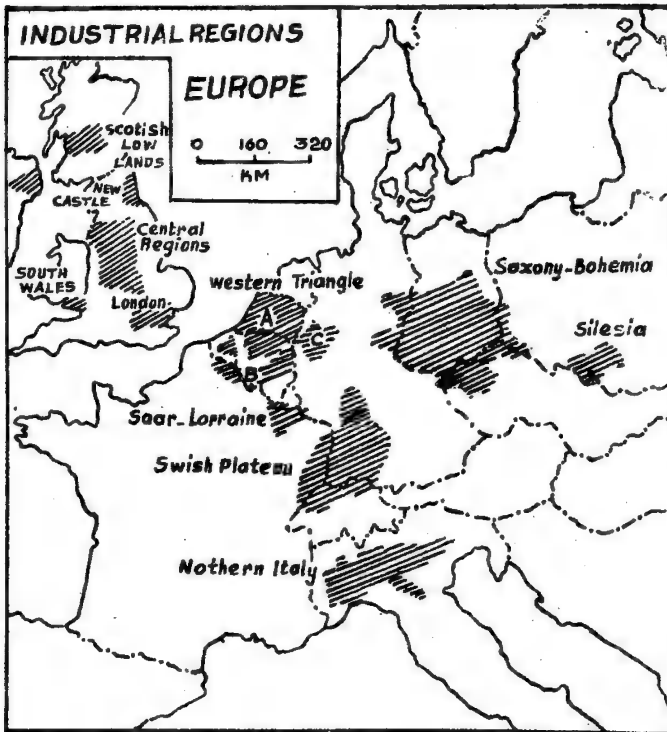 INDUSTRIAL REGIONS
EUROPE
0 160 320
KM
Scotish
LOW
LANDS
NEW
CASTLE
Central
Regions
SOUTH
WALES
London
Western Triangle
A
C
B
Saxony-Bohemia
Silesia
Saar-Lorraine
Swish Plateau
Nothern Italy